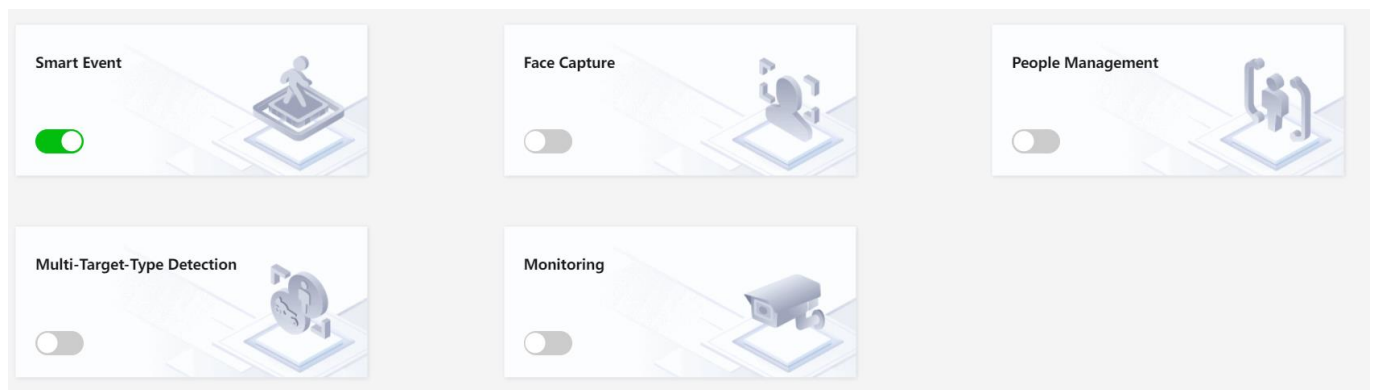 Smart Event
Face Capture
People Management
Multi-Target-Type Detection
Monitoring